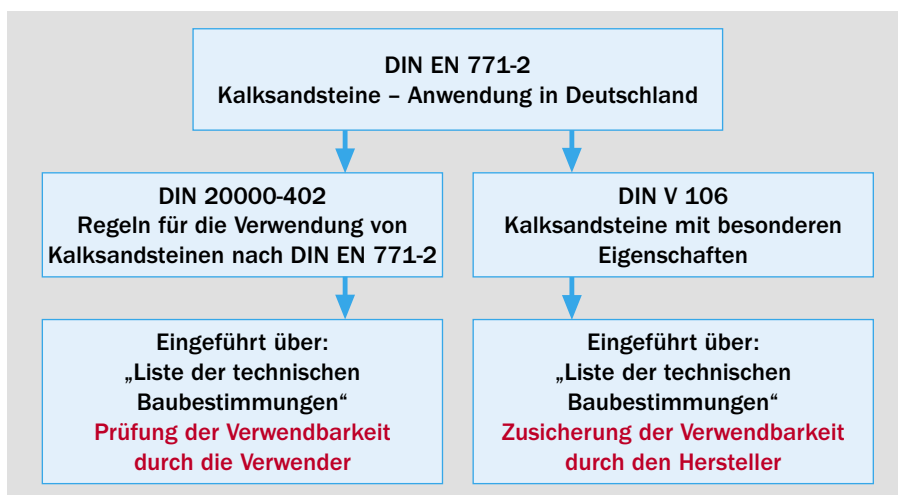 DIN EN 771-2
Kalksandsteine – Anwendung in Deutschland
DIN 20000-402
Regeln für die Verwendung von
Kalksandsteinen nach DIN EN 771-2
DIN V 106
Kalksandsteine mit besonderen
Eigenschaften
Eingeführt über:
„Liste der technischen
Baubestimmungen“
Prüfung der Verwendbarkeit
durch die Verwender
Eingeführt über:
„Liste der technischen
Baubestimmungen“
Zusicherung der Verwendbarkeit
durch den Hersteller